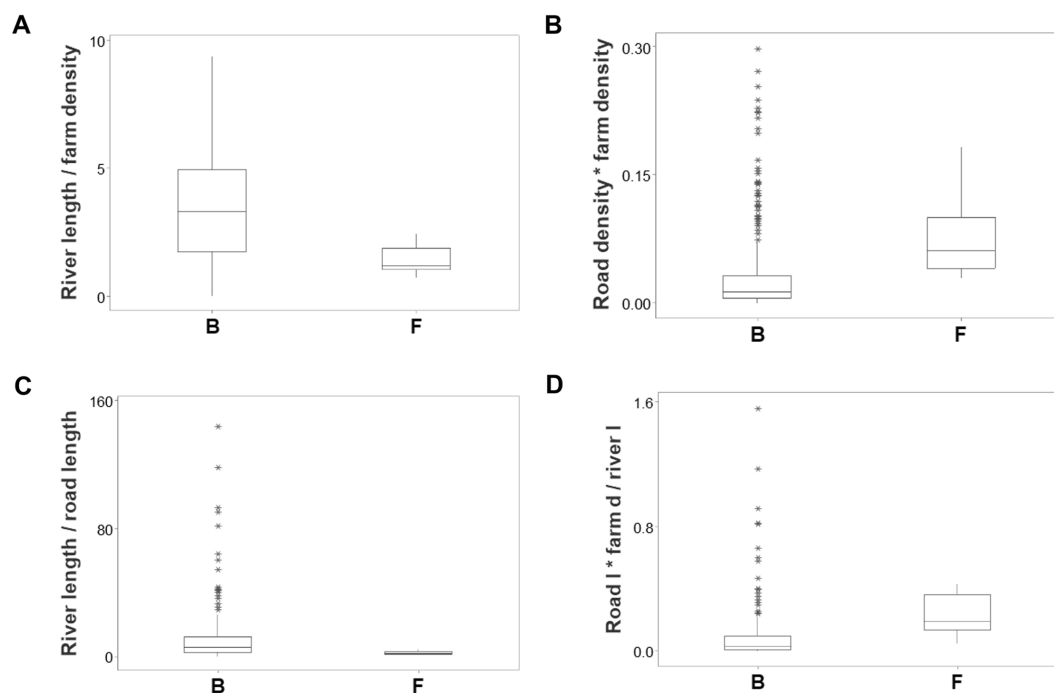 A
River length / farm density
10
5
0
B
F
B
Road density * farm density
0.30
0.15
0.00
B
F
C
River length / road length
160
80
0
B
F
D
Road l * farm d / river l
1.6
0.8
0.0
B
F